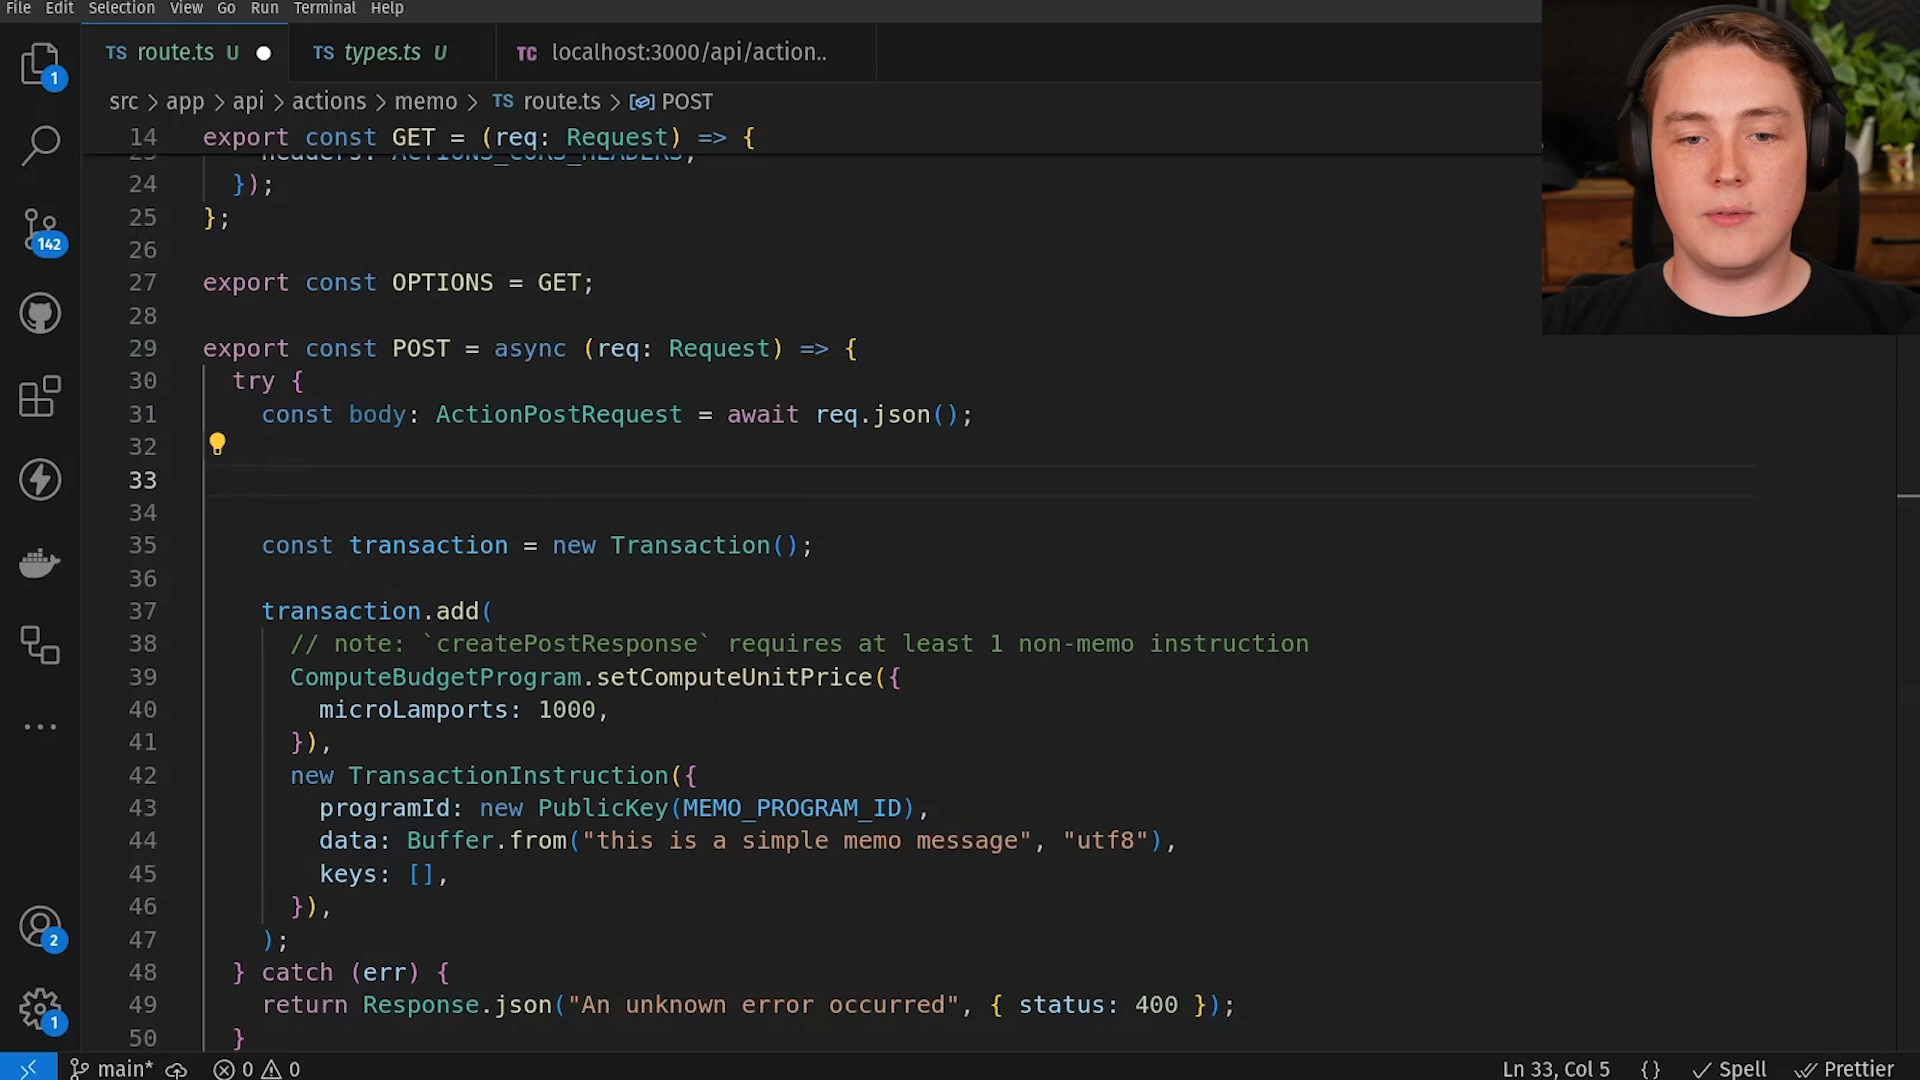 File Edit Selection View Go Run Terminal Help
TS route.ts U ● TS types.ts U TC localhost:3000/api/action..
src > app > api > actions > memo > TS route.ts > POST
14 export const GET = (req: Request) => {
headers: ACTIONS_CORS_HEADERS,
24 });
25 };
26
27 export const OPTIONS = GET;
28
29 export const POST = async (req: Request) => {
30 try {
31 const body: ActionPostRequest = await req.json();
32
33
34
35 const transaction = new Transaction();
36
37 transaction.add(
38 // note: `createPostResponse` requires at least 1 non-memo instruction
39 ComputeBudgetProgram.setComputeUnitPrice({
40 microLamports: 1000,
41 }),
42 new TransactionInstruction({
43 programId: new PublicKey(MEMO_PROGRAM_ID),
44 data: Buffer.from("this is a simple memo message", "utf8"),
45 keys: [],
46 }),
47 );
48 } catch (err) {
49 return Response.json("An unknown error occurred", { status: 400 });
50 }
1
142
2
1
main* 0 0 Ln 33, Col 5 {} Spell Prettier